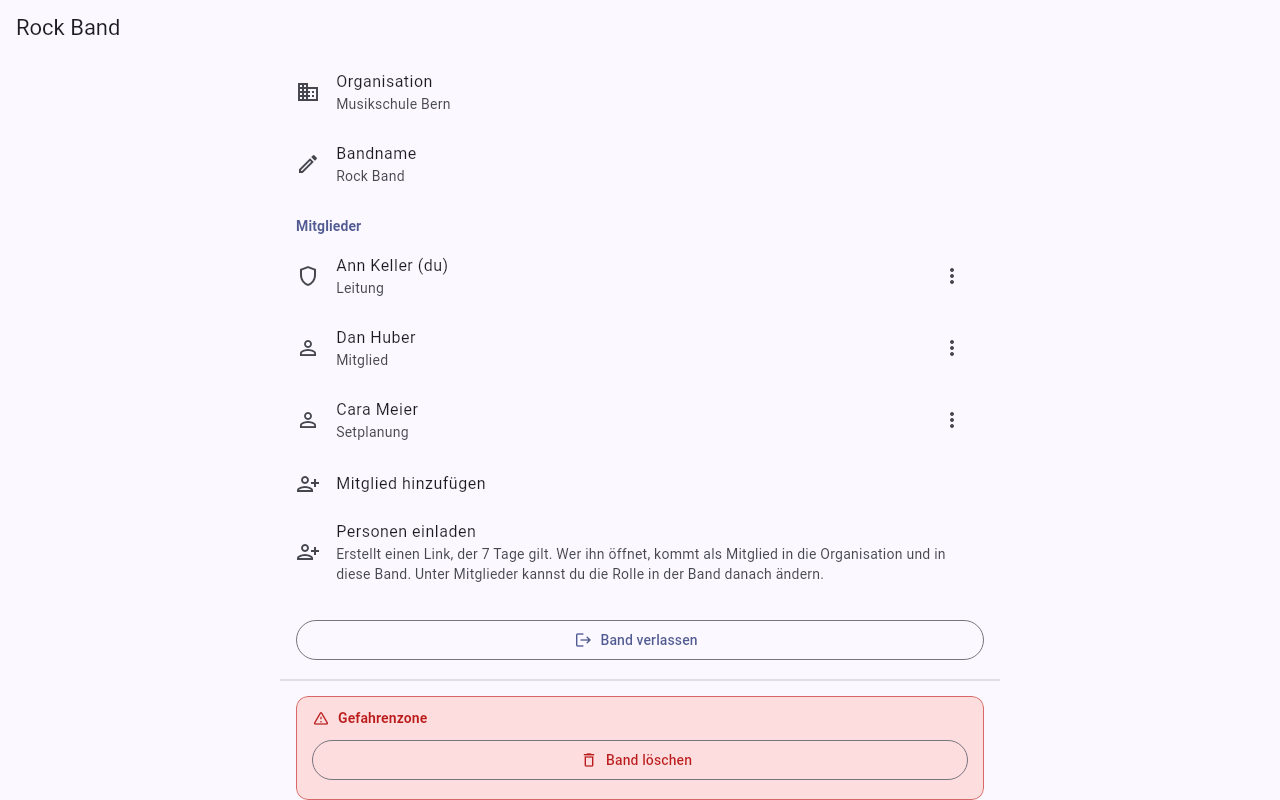 Rock Band
Organisation
Musikschule Bern
Bandname
Rock Band
Mitglieder
Ann Keller (du)
Leitung
Dan Huber
Mitglied
Cara Meier
Setplanung
Mitglied hinzufügen
Personen einladen
Erstellt einen Link, der 7 Tage gilt. Wer ihn öffnet, kommt als Mitglied in die Organisation und in
diese Band. Unter Mitglieder kannst du die Rolle in der Band danach ändern.
Band verlassen
Gefahrenzone
Band löschen